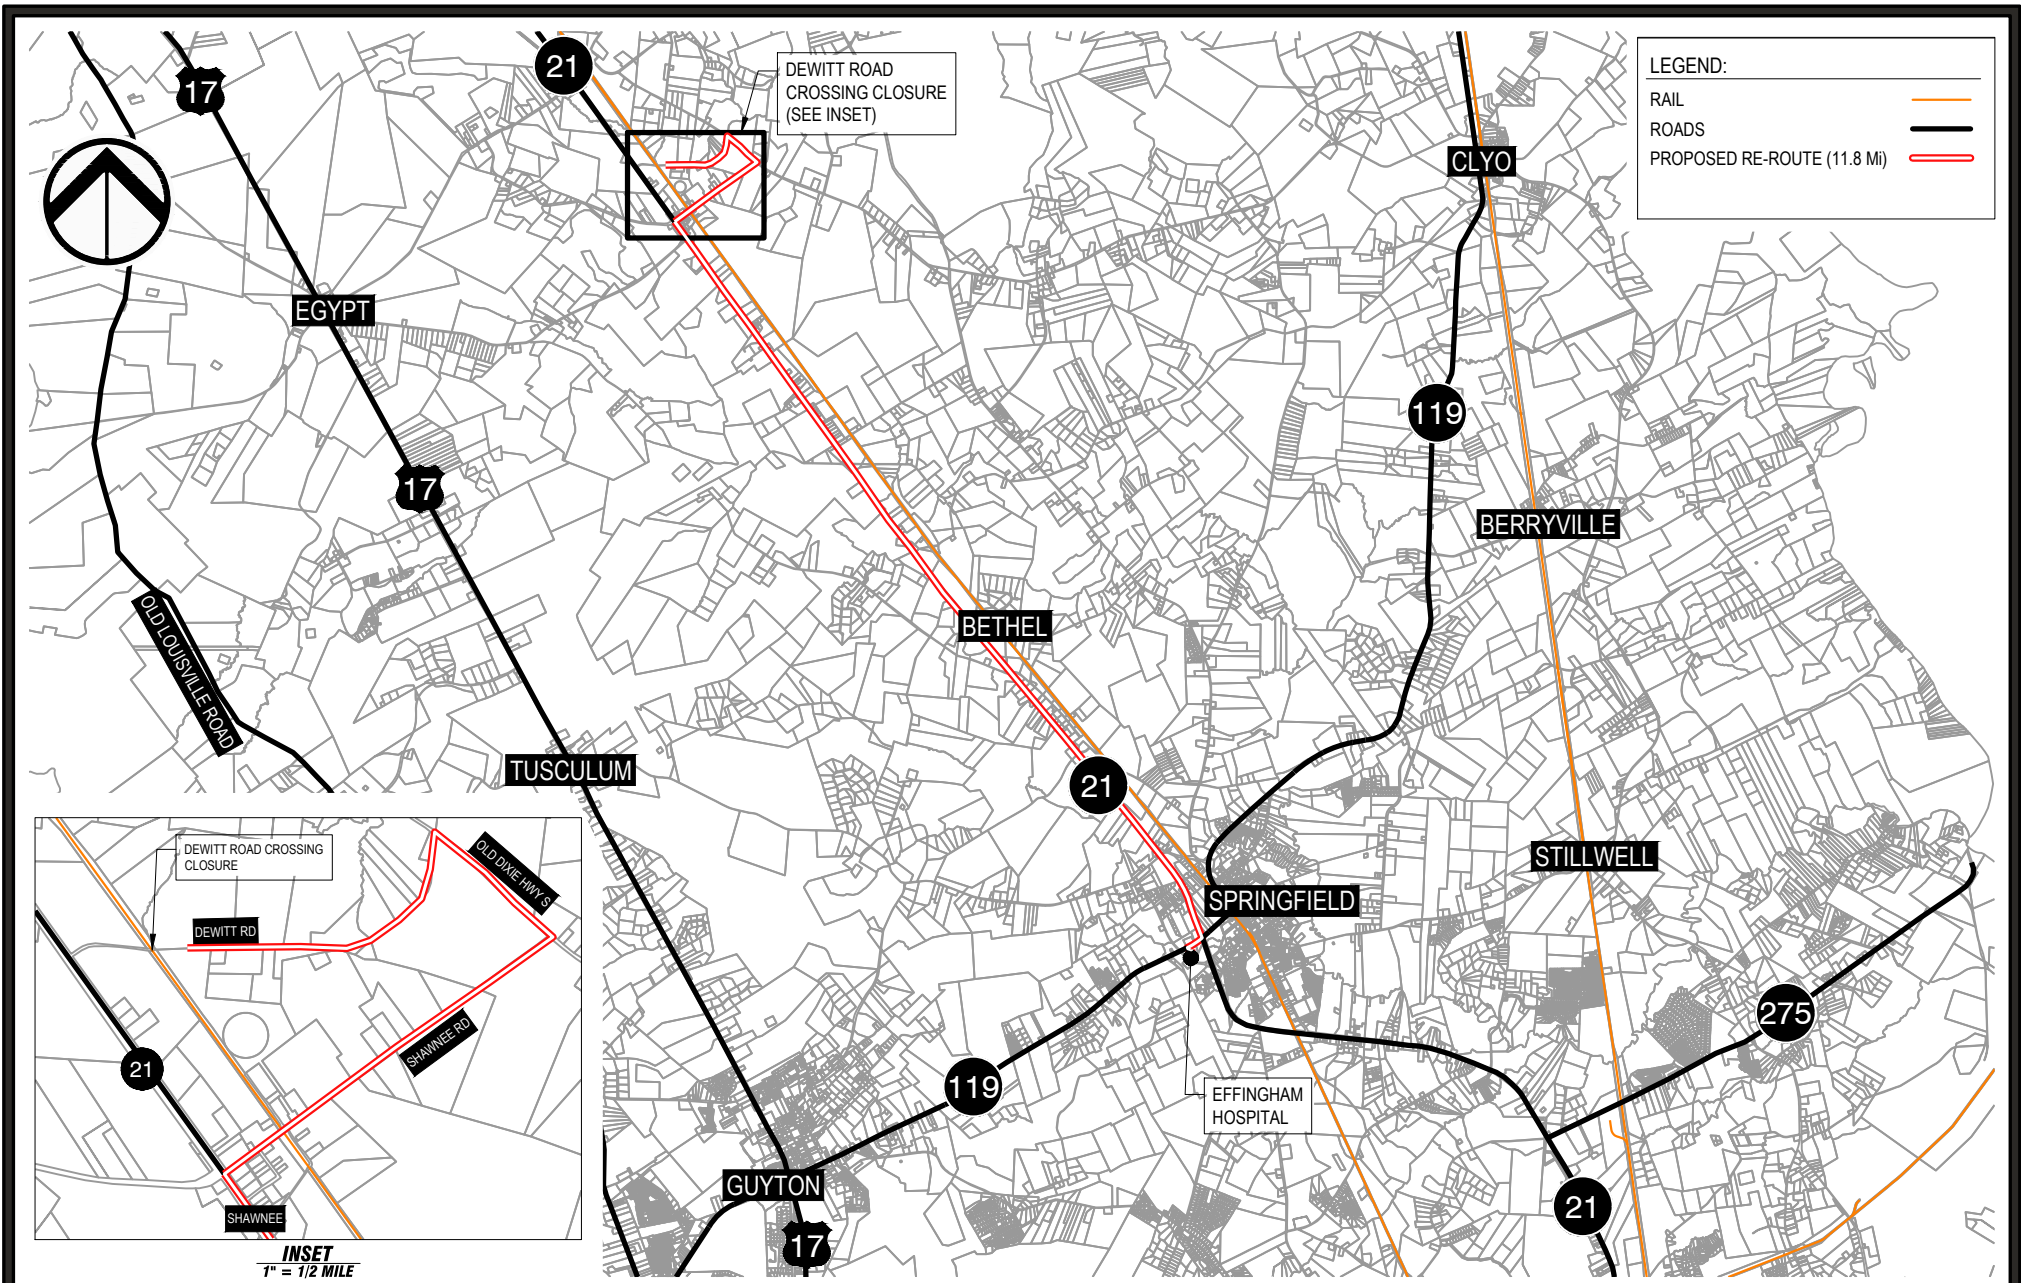 17
21
DEWITT ROAD
CROSSING CLOSURE
(SEE INSET)
LEGEND:
RAIL
ROADS
PROPOSED RE-ROUTE (11.8 Mi)
CLYO
EGYPT
119
17
BERRYVILLE
OLD LOUISVILLE ROAD
BETHEL
TUSCULUM
21
STILLWELL
SPRINGFIELD
275
119
EFFINGHAM
HOSPITAL
GUYTON
21
17
DEWITT ROAD CROSSING
CLOSURE
OLD DIXIE HWY S
DEWITT RD
SHAWNEE RD
21
SHAWNEE
INSET
1" = 1/2 MILE